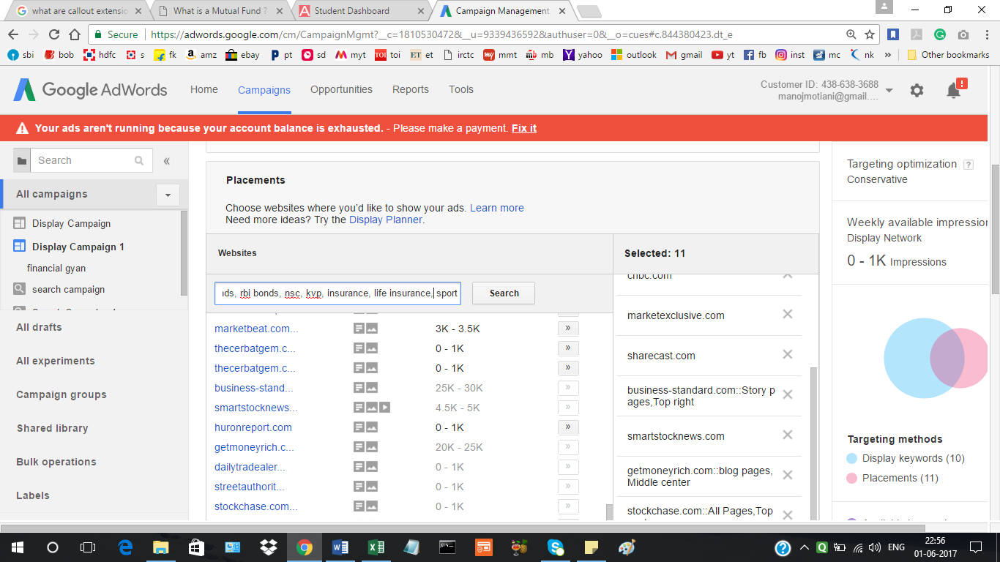 what are callout extensio
What is a Mutual Fund ?
Student Dashboard
Campaign Management
Secure
https://adwords.google.com/cm/CampaignMgmt?__c=1810530472&__u=9339436592&authuser=0&__o=cues#c.844380423.dt_e
sbi bob hdfc s fk amz ebay pt sd myt toi et irctc mmt mb yahoo outlook gmail yt fb inst mc nk » Other bookmarks
Google AdWords
Home Campaigns Opportunities Reports Tools
Customer ID: 438-638-3688
manojmotiani@gmail....
Your ads aren't running because your account balance is exhausted. - Please make a payment. Fix it
Search
«
All campaigns
Display Campaign
Display Campaign 1
financial gyan
search campaign
All drafts
All experiments
Campaign groups
Shared library
Bulk operations
Labels
Placements
Choose websites where you'd like to show your ads. Learn more
Need more ideas? Try the Display Planner.
Websites
ds, rbi bonds, nsc, kvp, insurance, life insurance, sport
Search
marketbeat.com... 3K - 3.5K »
thecerbatgem.c... 0 - 1K »
thecerbatgem.c... 0 - 1K »
business-stand... 25K - 30K »
smartstocknews... 4.5K - 5K »
huronreport.com 0 - 1K »
getmoneyrich.c... 20K - 25K »
dailytradealer... 0 - 1K »
streetauthorit... 0 - 1K »
stockchase.com... 0 - 1K »
Selected: 11
cnbc.com
marketexclusive.com
sharecast.com
business-standard.com::Story p
ages,Top right
smartstocknews.com
getmoneyrich.com::blog pages,
Middle center
stockchase.com::All Pages,Top
Targeting optimization ?
Conservative
Weekly available impression
Display Network
0 - 1K Impressions
Targeting methods
Display keywords (10)
Placements (11)
ENG
22:56
01-06-2017